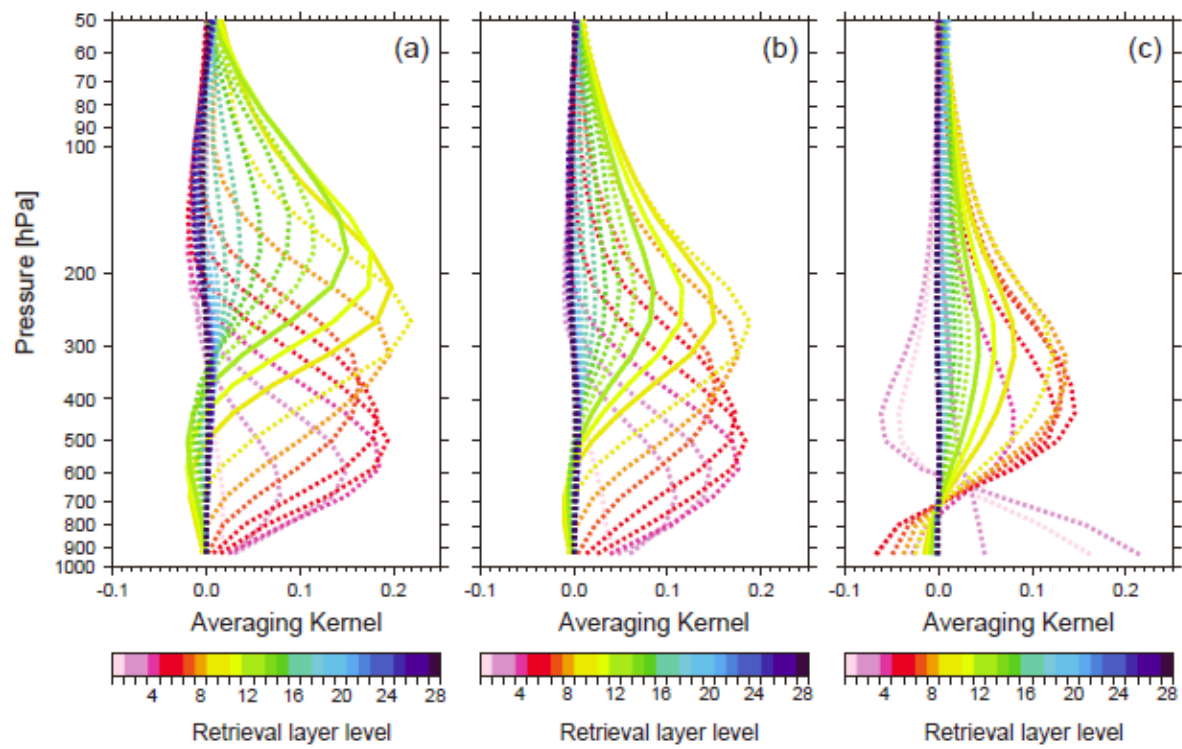 (a) (b) (c)
50
60
70
80
90
100
200
300
400
500
600
700
800
900
1000
Pressure [hPa]
-0.1 0.0 0.1 0.2 -0.1 0.0 0.1 0.2 -0.1 0.0 0.1 0.2
Averaging Kernel Averaging Kernel Averaging Kernel
4 8 12 16 20 24 28 4 8 12 16 20 24 28 4 8 12 16 20 24 28
Retrieval layer level Retrieval layer level Retrieval layer level